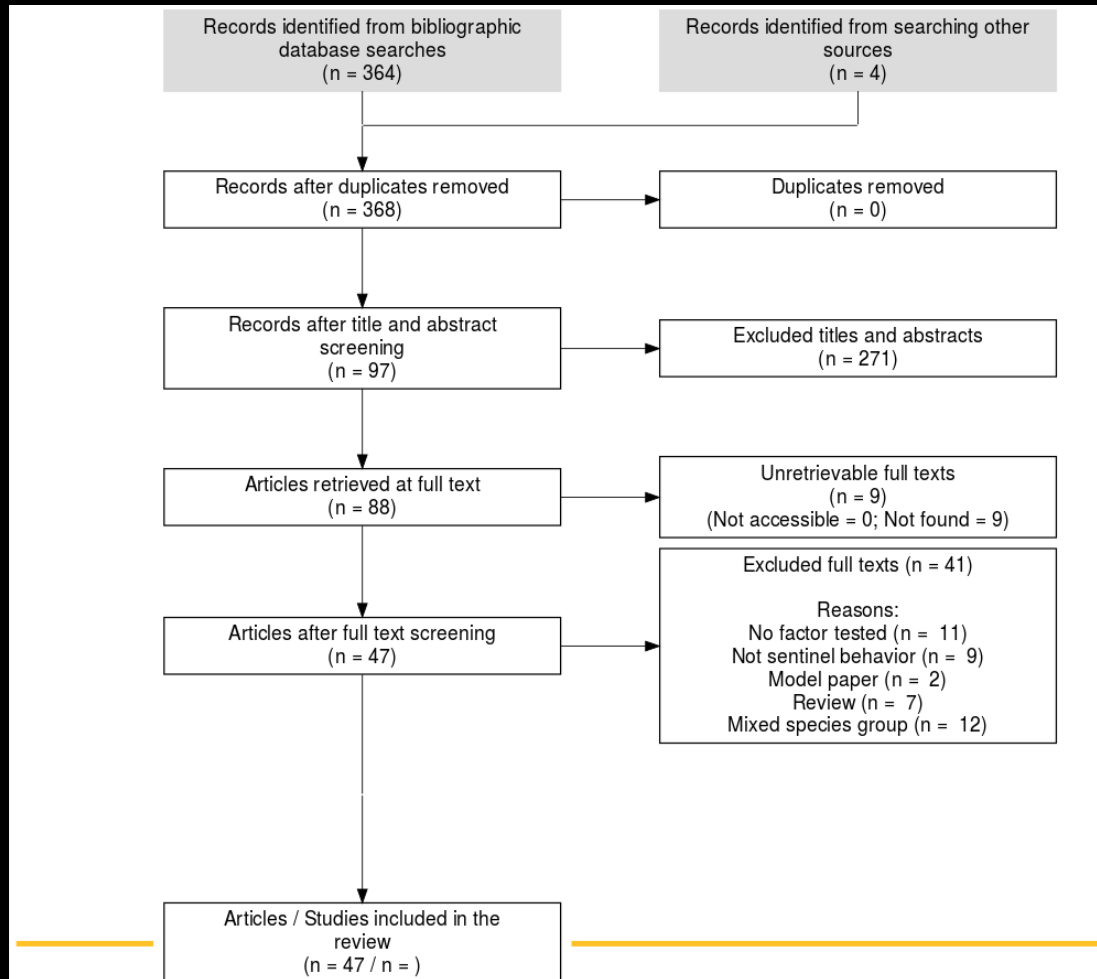 Records identified from bibliographic
database searches
(n = 364)
Records identified from searching other
sources
(n = 4)
Records after duplicates removed
(n = 368)
Duplicates removed
(n = 0)
Records after title and abstract
screening
(n = 97)
Excluded titles and abstracts
(n = 271)
Articles retrieved at full text
(n = 88)
Unretrievable full texts
(n = 9)
(Not accessible = 0; Not found = 9)
Articles after full text screening
(n = 47)
Excluded full texts (n = 41)
Reasons:
No factor tested (n = 11)
Not sentinel behavior (n = 9)
Model paper (n = 2)
Review (n = 7)
Mixed species group (n = 12)
Articles / Studies included in the
review
(n = 47 / n = )